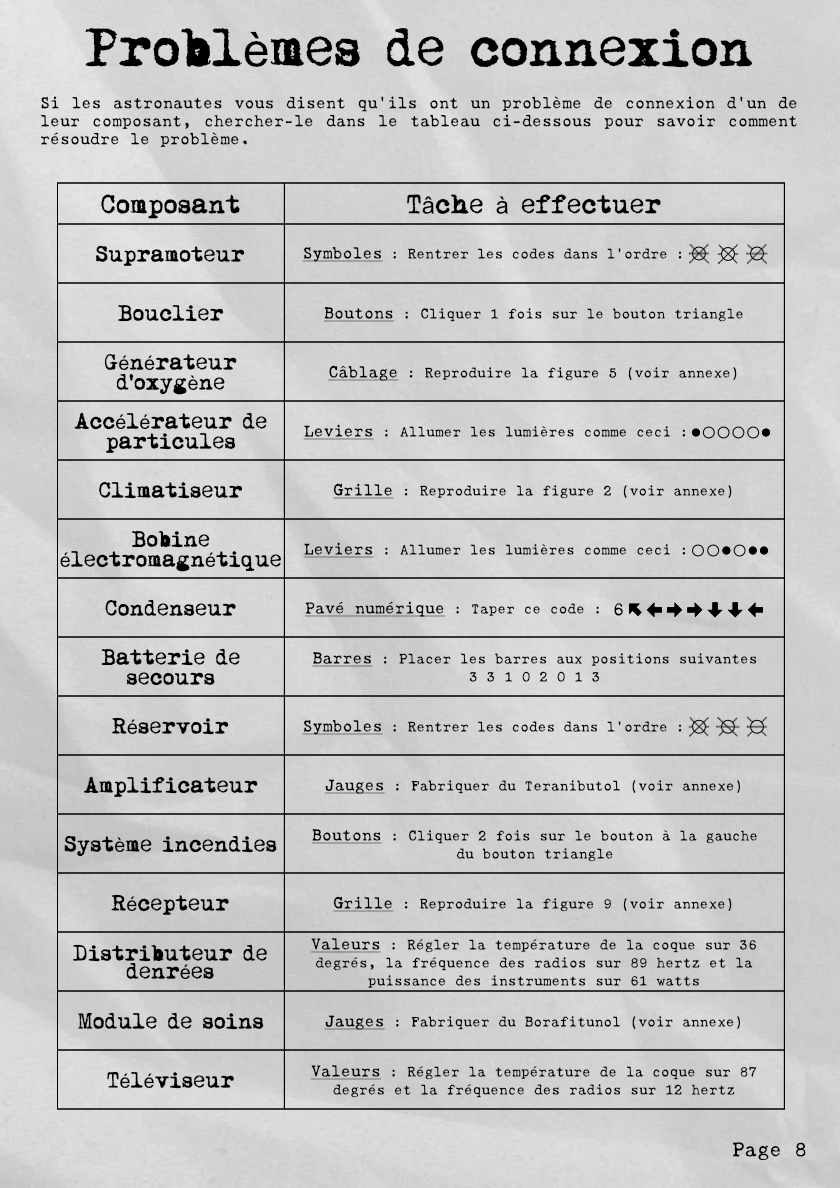 Problèmes de connexion
Si les astronautes vous disent qu'ils ont un problème de connexion d'un de
leur composant, chercher-le dans le tableau ci-dessous pour savoir comment
résoudre le problème.
Composant
Tâche à effectuer
Supramoteur
Symboles : Rentrer les codes dans l'ordre :
Bouclier
Boutons : Cliquer 1 fois sur le bouton triangle
Générateur
d'oxygène
Câblage : Reproduire la figure 5 (voir annexe)
Accélérateur de
particules
Leviers : Allumer les lumières comme ceci : ●○○○○●
Climatiseur
Grille : Reproduire la figure 2 (voir annexe)
Bobine
électromagnétique
Leviers : Allumer les lumières comme ceci : ○○●○●●
Condenseur
Pavé numérique : Taper ce code : 6 ↖ ← → → ↓ ↓ ←
Batterie de
secours
Barres : Placer les barres aux positions suivantes
3 3 1 0 2 0 1 3
Réservoir
Symboles : Rentrer les codes dans l'ordre :
Amplificateur
Jauges : Fabriquer du Teranibutol (voir annexe)
Système incendies
Boutons : Cliquer 2 fois sur le bouton à la gauche
du bouton triangle
Récepteur
Grille : Reproduire la figure 9 (voir annexe)
Distributeur de
denrées
Valeurs : Régler la température de la coque sur 36
degrés, la fréquence des radios sur 89 hertz et la
puissance des instruments sur 61 watts
Module de soins
Jauges : Fabriquer du Borafitunol (voir annexe)
Téléviseur
Valeurs : Régler la température de la coque sur 87
degrés et la fréquence des radios sur 12 hertz
Page 8